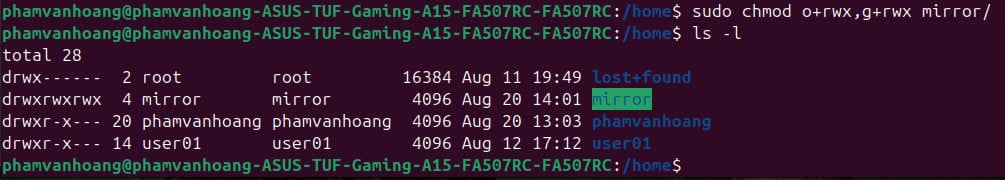 phamvanhoang@phamvanhoang-ASUS-TUF-Gaming-A15-FA507RC-FA507RC:/home$ sudo chmod o+rwx,g+rwx mirror/
phamvanhoang@phamvanhoang-ASUS-TUF-Gaming-A15-FA507RC-FA507RC:/home$ ls -l
total 28
drwx------  2 root         root         16384 Aug 11 19:49 lost+found
drwxrwxrwx  4 mirror       mirror        4096 Aug 20 14:01 mirror
drwxr-x--- 20 phamvanhoang phamvanhoang  4096 Aug 20 13:03 phamvanhoang
drwxr-x--- 14 user01       user01        4096 Aug 12 17:12 user01
phamvanhoang@phamvanhoang-ASUS-TUF-Gaming-A15-FA507RC-FA507RC:/home$